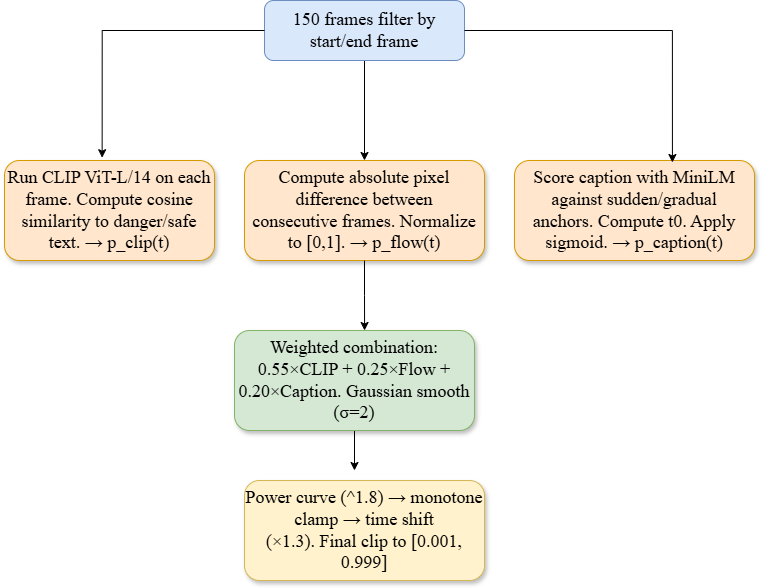 150 frames filter by
start/end frame
Run CLIP ViT-L/14 on each
frame. Compute cosine
similarity to danger/safe
text. → p_clip(t)
Compute absolute pixel
difference between
consecutive frames. Normalize
to [0,1]. → p_flow(t)
Score caption with MiniLM
against sudden/gradual
anchors. Compute t0. Apply
sigmoid. → p_caption(t)
Weighted combination:
0.55×CLIP + 0.25×Flow +
0.20×Caption. Gaussian smooth
(σ=2)
Power curve (^1.8) → monotone
clamp → time shift
(×1.3). Final clip to [0.001,
0.999]